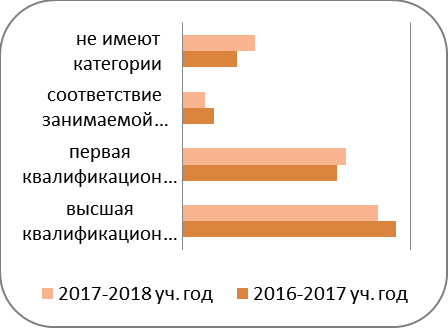 не имеют
категории
соответствие
занимаемой...
первая
квалификацион...
высшая
квалификацион...
2017-2018 уч. год
2016-2017 уч. год